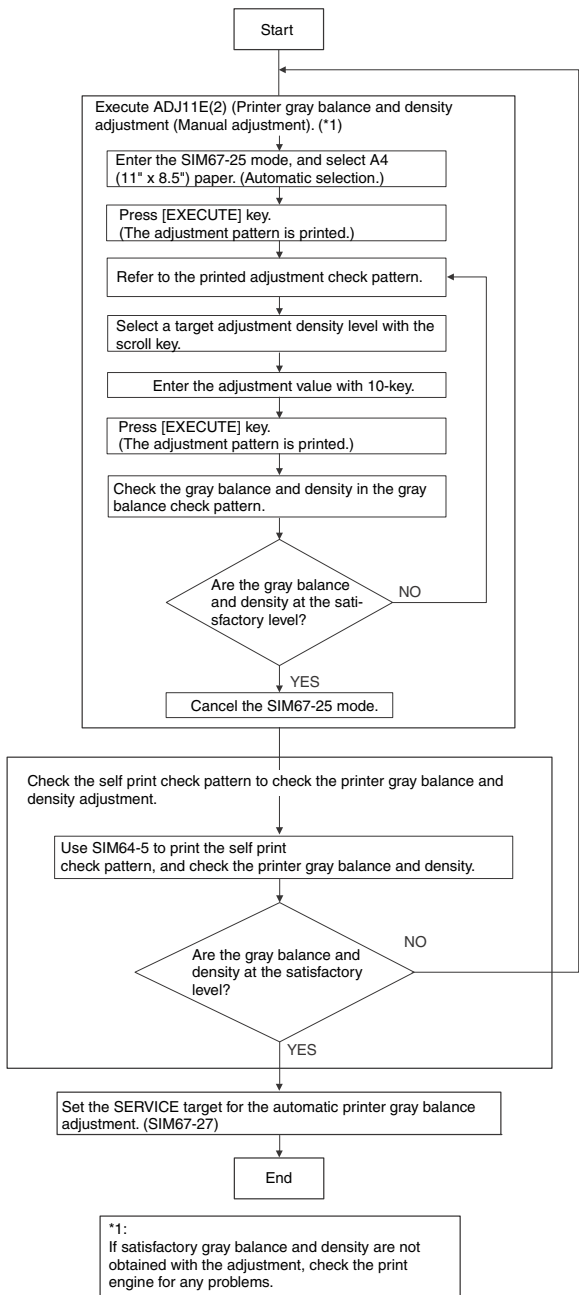 Start
Execute ADJ11E(2) (Printer gray balance and density
adjustment (Manual adjustment). (*1)
Enter the SIM67-25 mode, and select A4
(11" x 8.5") paper. (Automatic selection.)
Press [EXECUTE] key.
(The adjustment pattern is printed.)
Refer to the printed adjustment check pattern.
Select a target adjustment density level with the
scroll key.
Enter the adjustment value with 10-key.
Press [EXECUTE] key.
(The adjustment pattern is printed.)
Check the gray balance and density in the gray
balance check pattern.
Are the gray balance
and density at the sati-
sfactory level?
NO
YES
Cancel the SIM67-25 mode.
Check the self print check pattern to check the printer gray balance and
density adjustment.
Use SIM64-5 to print the self print
check pattern, and check the printer gray balance and density.
Are the gray balance and
density at the satisfactory
level?
NO
YES
Set the SERVICE target for the automatic printer gray balance
adjustment. (SIM67-27)
End
*1:
If satisfactory gray balance and density are not
obtained with the adjustment, check the print
engine for any problems.